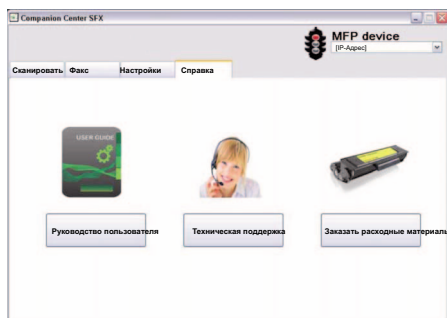 Companion Center SFX
MFP device
[IP-Адрес]
Сканировать Факс Настройки Справка
USER GUIDE
Руководство пользователя Техническая поддержка Заказать расходные материаль